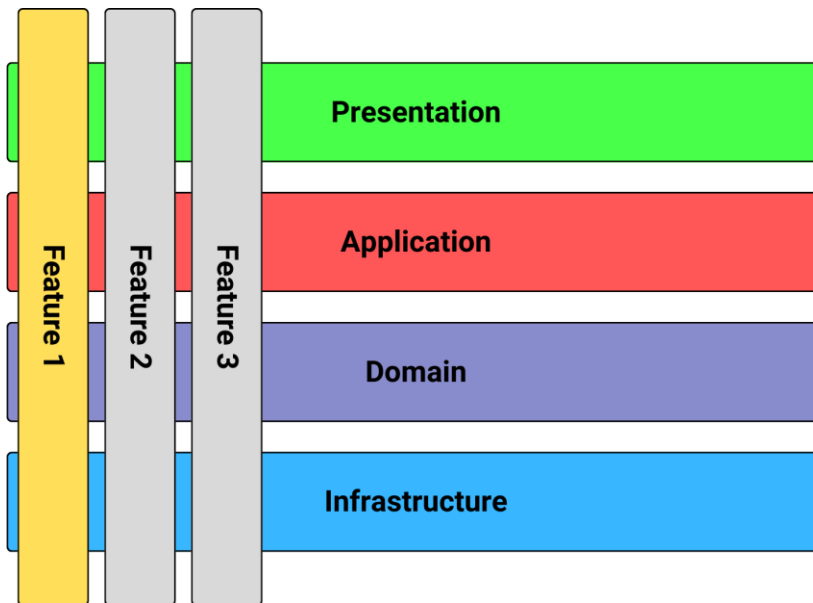 Presentation
Application
Domain
Infrastructure
Feature 1
Feature 2
Feature 3